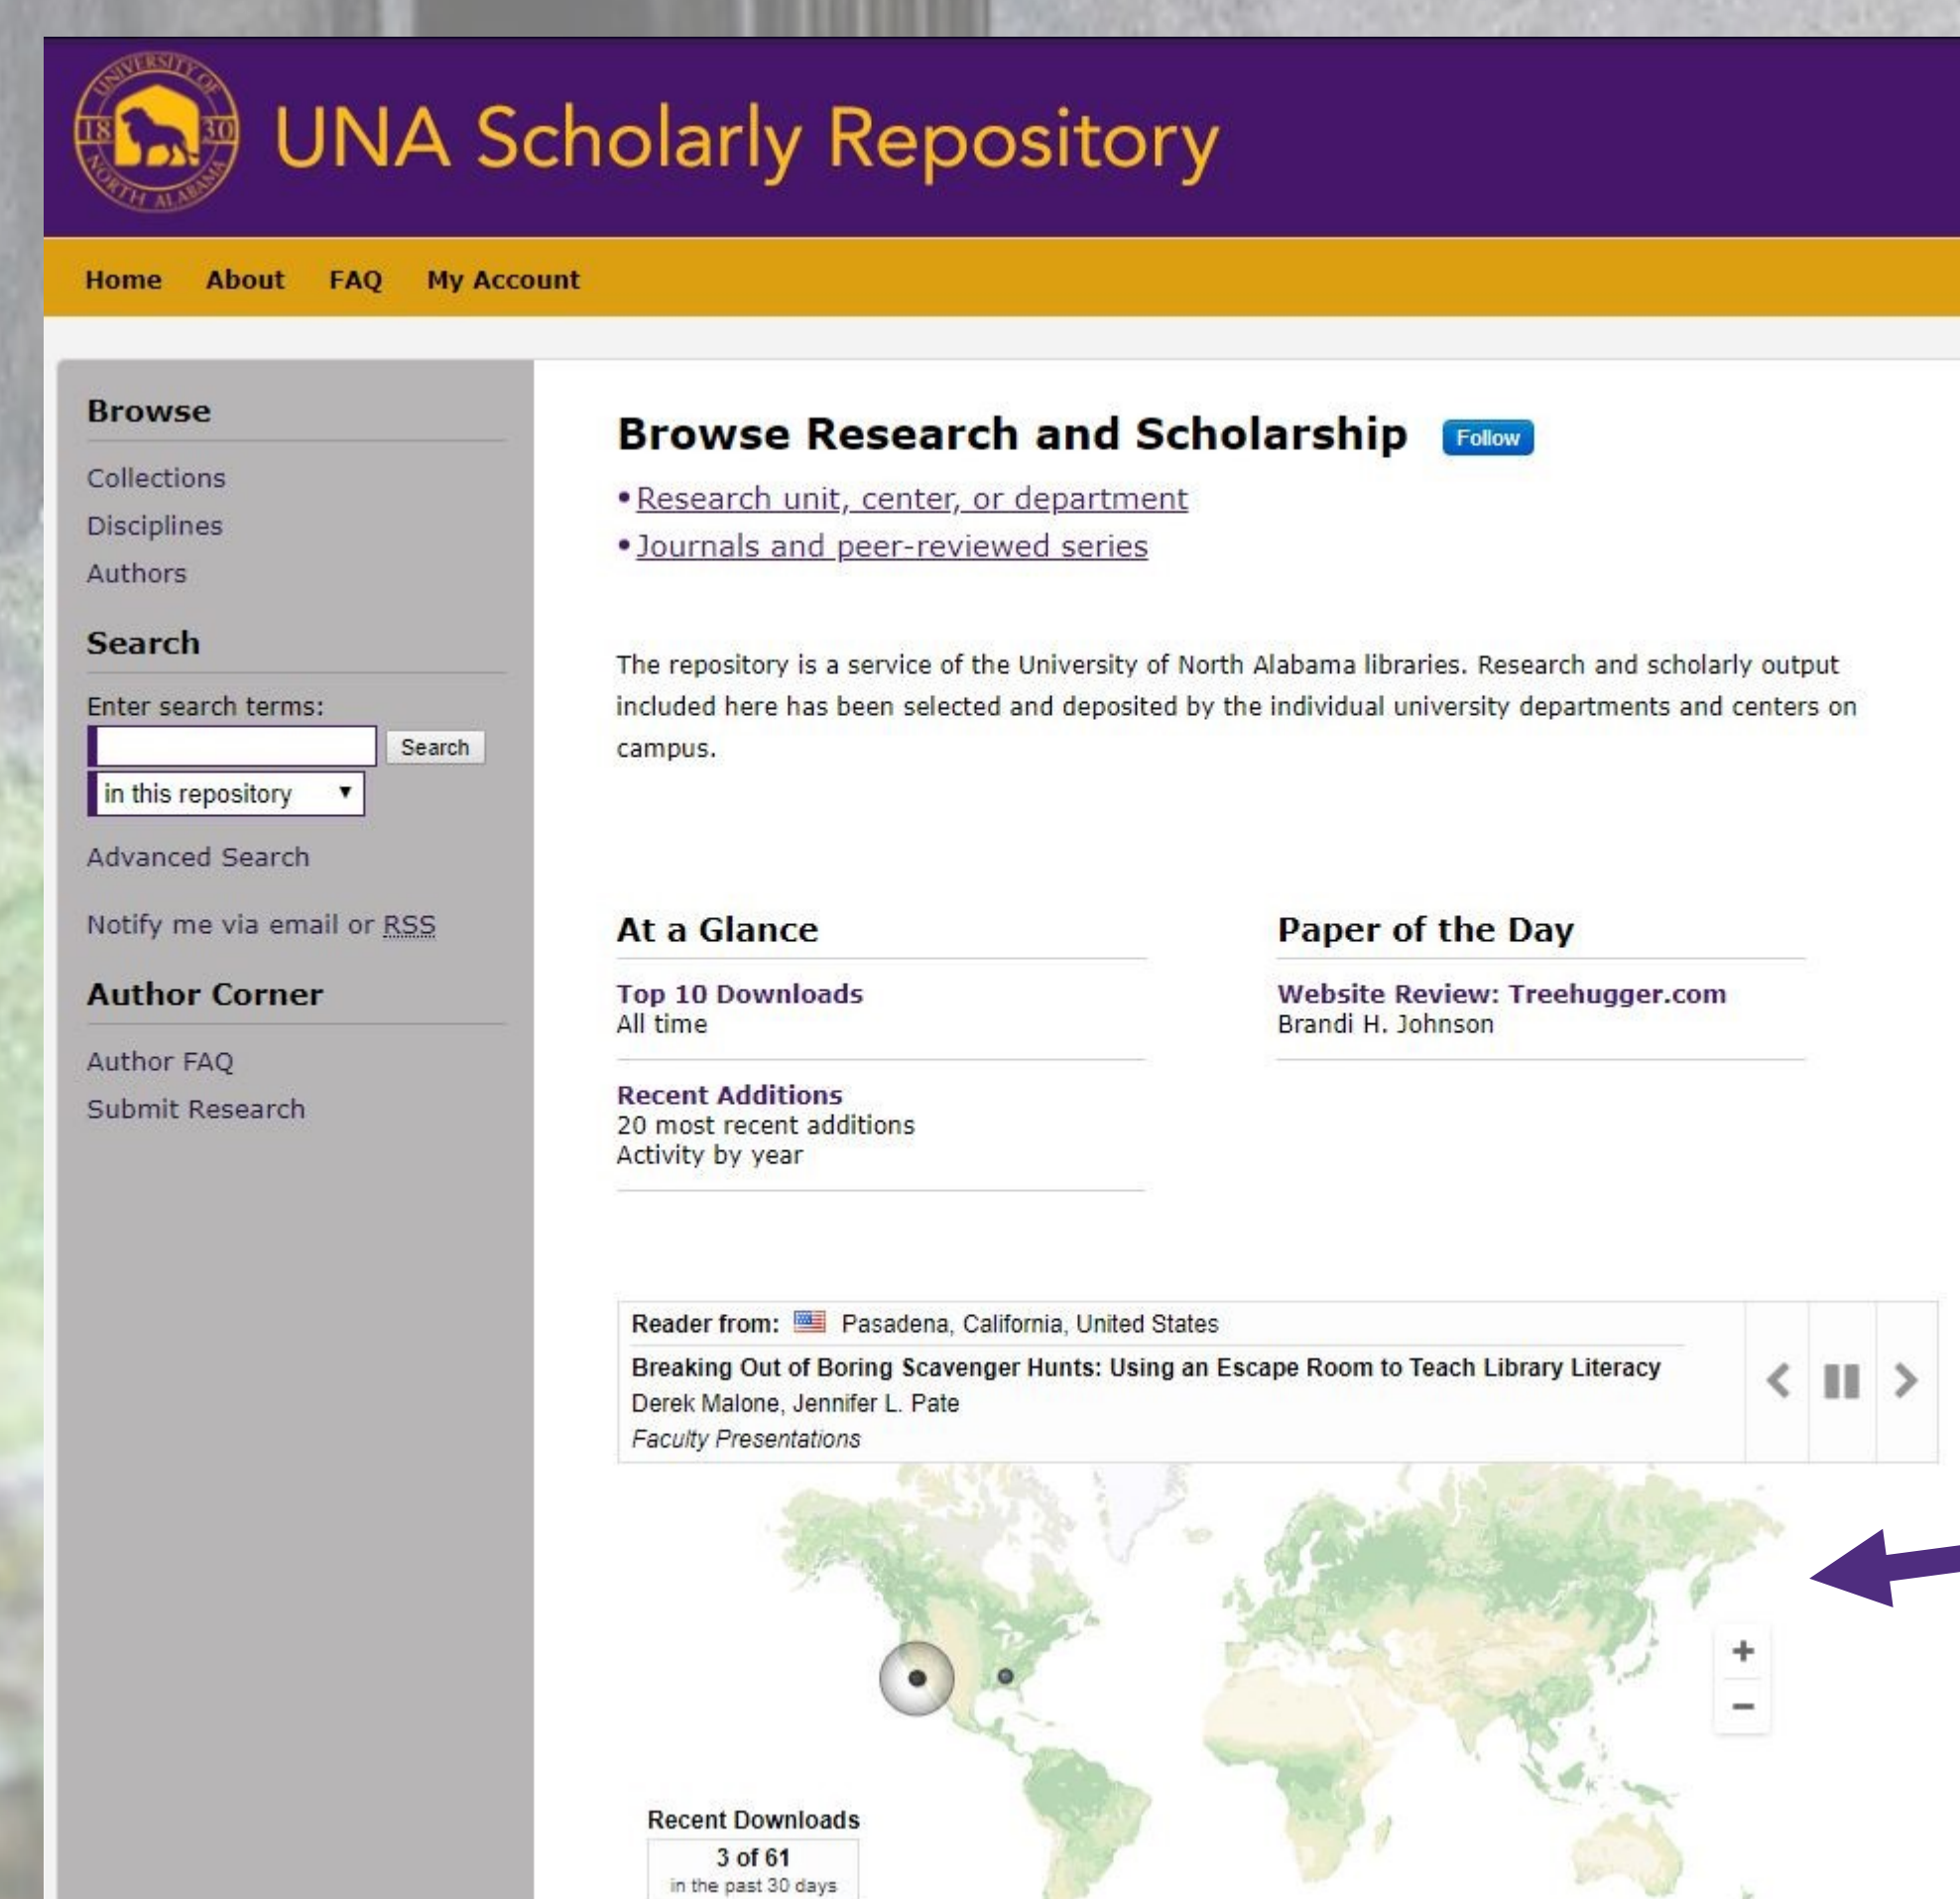 UNIVERSITY OF
18 30
NORTH ALABAMA
UNA Scholarly Repository
Home About FAQ My Account
Browse
Collections
Disciplines
Authors
Search
Enter search terms:
Search
in this repository
Advanced Search
Notify me via email or RSS
Author Corner
Author FAQ
Submit Research
Browse Research and Scholarship Follow
• Research unit, center, or department
• Journals and peer-reviewed series
The repository is a service of the University of North Alabama libraries. Research and scholarly output
included here has been selected and deposited by the individual university departments and centers on
campus.
At a Glance
Top 10 Downloads
All time
Recent Additions
20 most recent additions
Activity by year
Paper of the Day
Website Review: Treehugger.com
Brandi H. Johnson
Reader from: Pasadena, California, United States
Breaking Out of Boring Scavenger Hunts: Using an Escape Room to Teach Library Literacy
Derek Malone, Jennifer L. Pate
Faculty Presentations
+
−
Recent Downloads
3 of 61
in the past 30 days